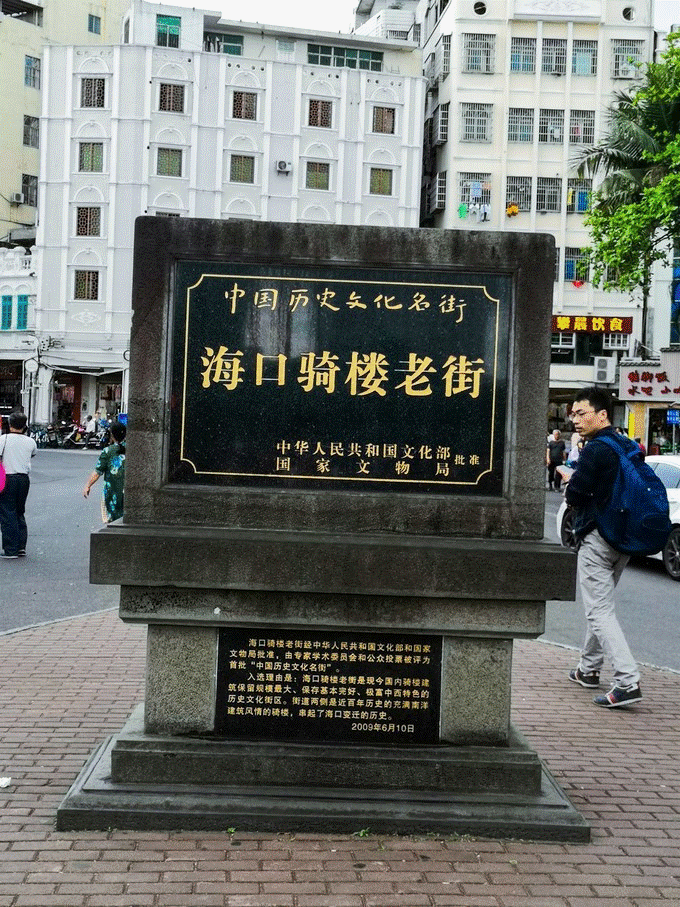 中国历史文化名街
海口骑楼老街
中华人民共和国文化部
国家文物局
批准
海口骑楼老街经中华人民共和国文化部和国家
文物局批准，由专家学术委员会和公众投票被评为
首批“中国历史文化名街”。
入选理由是：海口骑楼老街是现今国内骑楼建
筑保留规模最大、保存基本完好、极富中西特色的
历史文化街区。街道两侧是近百年历史的充满南洋
建筑风情的骑楼，串起了海口变迁的历史。
2009年6月10日
饮食